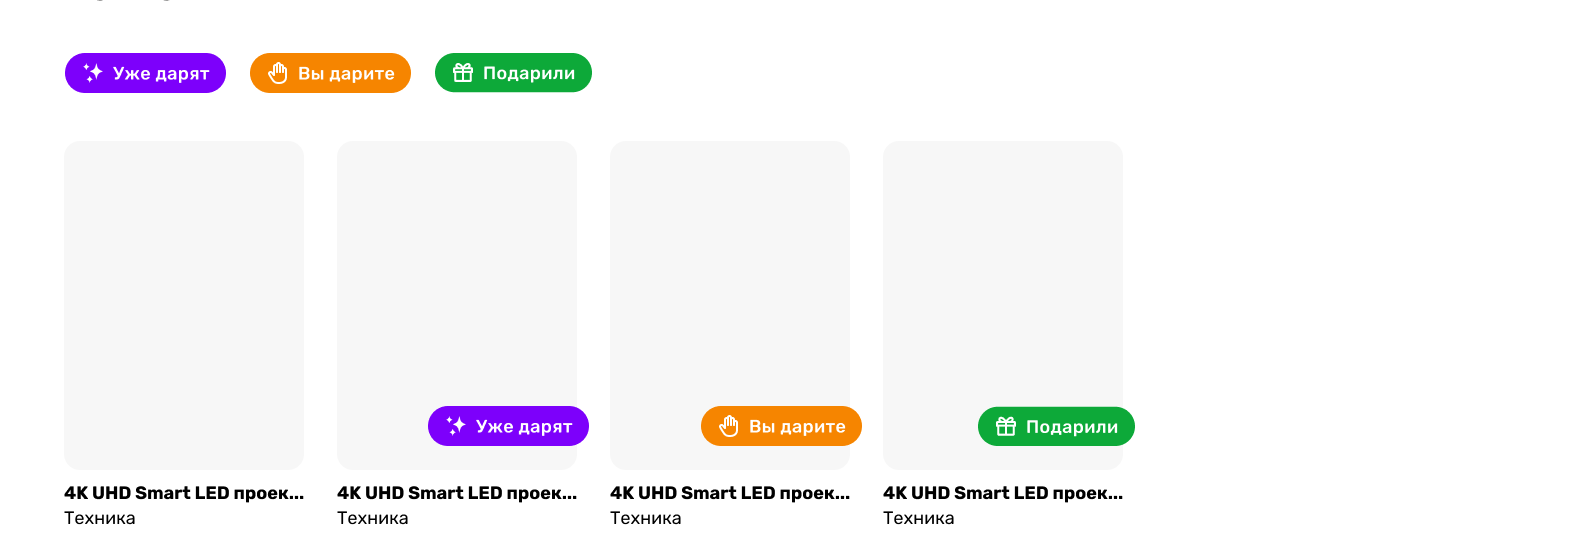 Уже дарят
Вы дарите
Подарили
Уже дарят
Вы дарите
Подарили
4K UHD Smart LED проек...
4K UHD Smart LED проек...
4K UHD Smart LED проек...
4K UHD Smart LED проек...
Техника
Техника
Техника
Техника